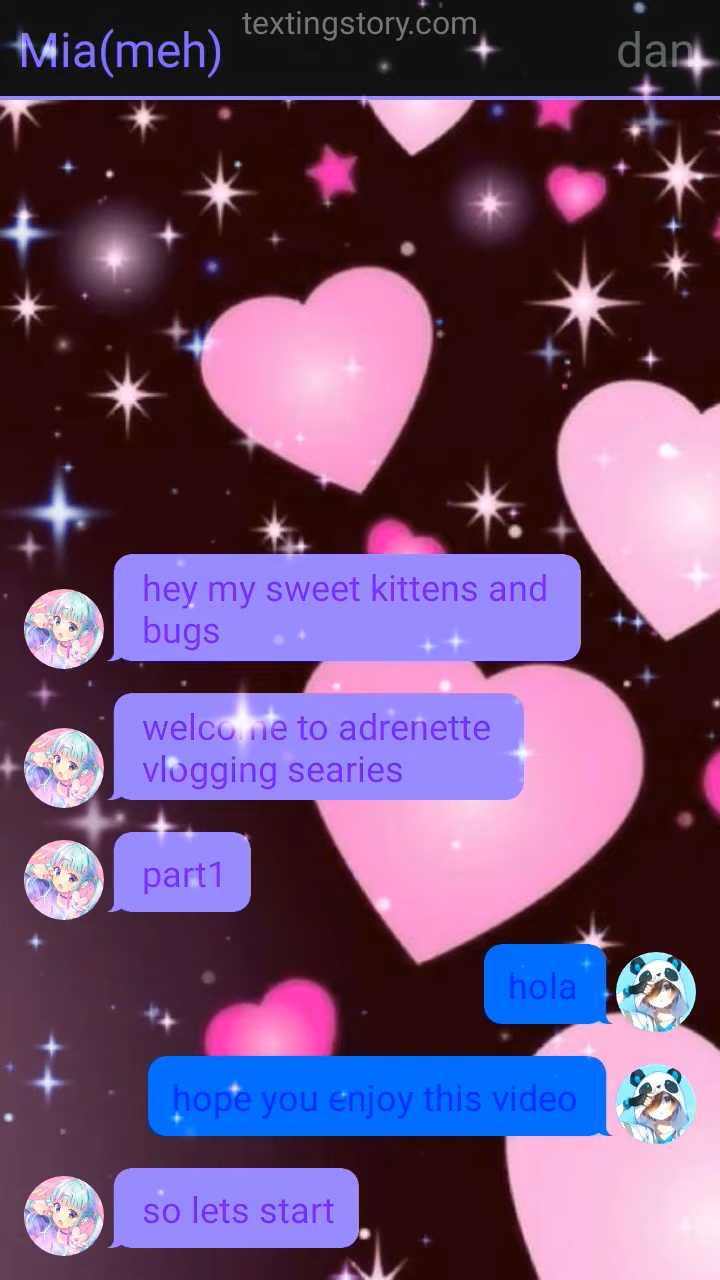 textingstory.com
Mia(meh)
dan
hey my sweet kittens and
bugs
welcome to adrenette
vlogging searies
part1
hola
hope you enjoy this video
so lets start